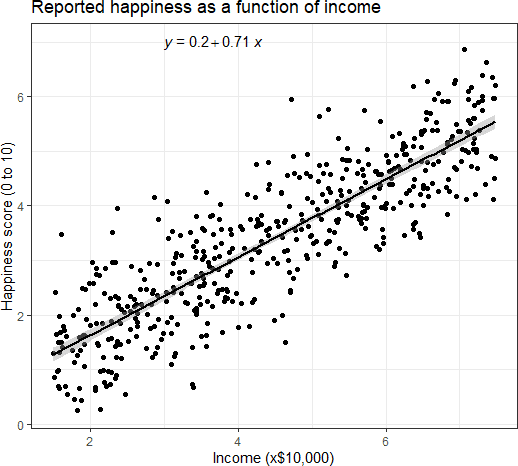 Reported happiness as a function of income
y = 0.2 + 0.71 x
Happiness score (0 to 10)
6
4
2
0
2 4 6
Income (x$10,000)